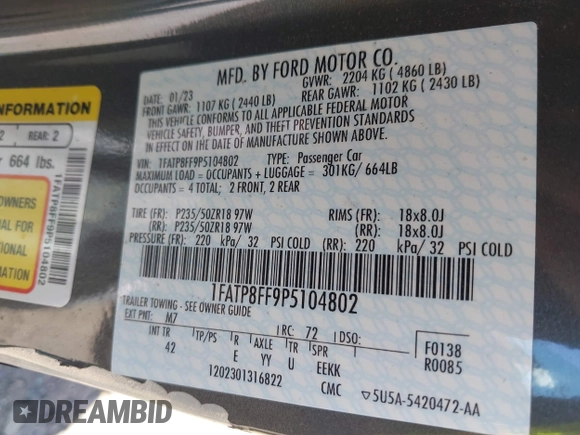 MFD. BY FORD MOTOR CO.
DATE: 01/23 GVWR: 2204 KG ( 4860 LB)
FRONT GAWR: 1107 KG ( 2440 LB) REAR GAWR: 1102 KG ( 2430 LB)
THIS VEHICLE CONFORMS TO ALL APPLICABLE FEDERAL MOTOR
VEHICLE SAFETY, BUMPER, AND THEFT PREVENTION STANDARDS
IN EFFECT ON THE DATE OF MANUFACTURE SHOWN ABOVE.
VIN: 1FATP8FF9P5104802 TYPE: Passenger Car
MAXIMUM LOAD = OCCUPANTS + LUGGAGE = 301KG/ 664LB
OCCUPANTS = 4 TOTAL; 2 FRONT, 2 REAR
TIRE (FR): P235/50ZR18 97W RIMS (FR): 18x8.0J
(RR): P235/50ZR18 97W (RR): 18x8.0J
PRESSURE (FR): 220 kPa/ 32 PSI COLD (RR): 220 kPa/ 32 PSI COLD
1FATP8FF9P5104802
TRAILER TOWING - SEE OWNER GUIDE
EXT PNT: M7 RC: 72 DSO:
INT TR TP/PS R AXLE TR SPR
42 E YY U EEKK
F0138
R0085
1202301316822 CMC 5U5A-5420472-AA
INFORMATION
2 REAR: 2
664 lbs.
OWNERS
UAL FOR
TIONAL
ATION
1FATP8FF9P5104802
DREAMBID